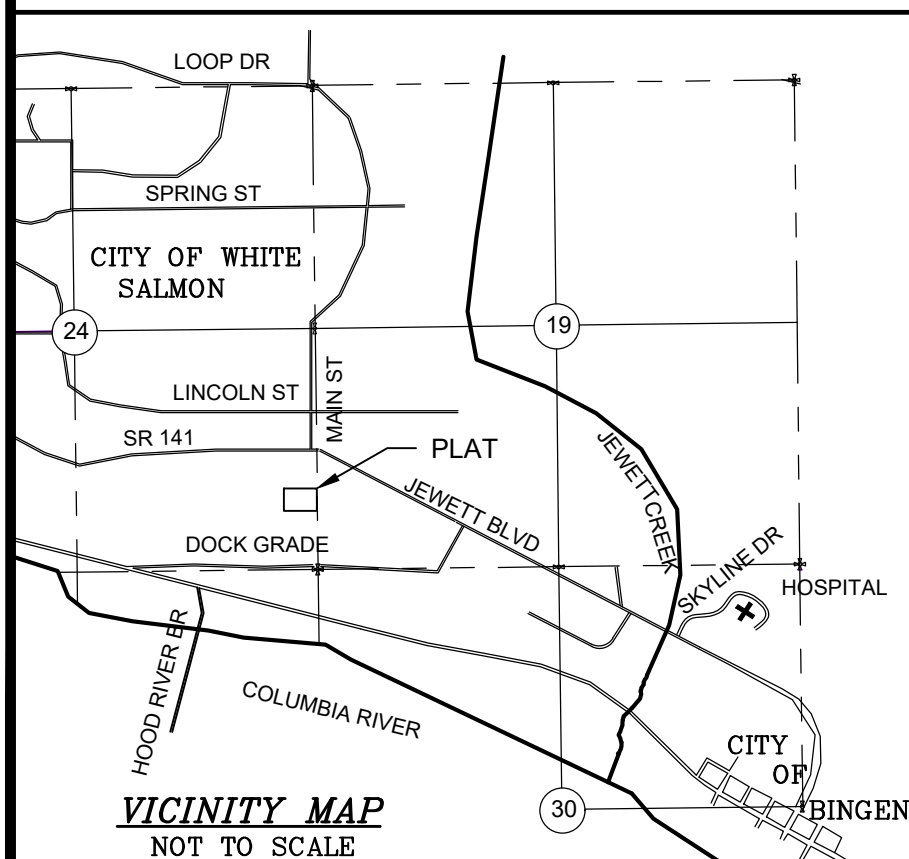 LOOP DR
SPRING ST
CITY OF WHITE
SALMON
24
19
LINCOLN ST
MAIN ST
SR 141
PLAT
JEWETT BLVD
JEWETT CREEK
DOCK GRADE
SKYLINE DR
HOSPITAL
HOOD RIVER BR
COLUMBIA RIVER
CITY
OF
BINGEN
30
VICINITY MAP
NOT TO SCALE